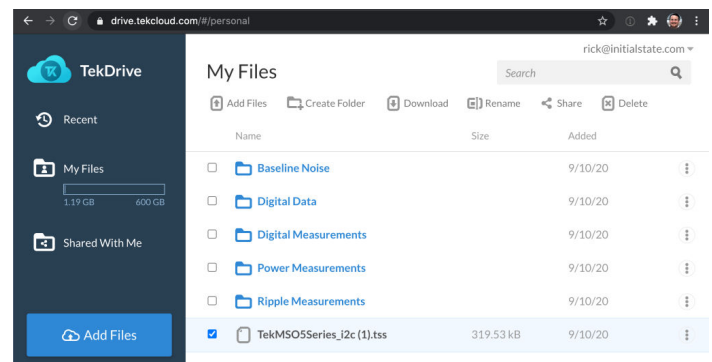 drive.tekcloud.com/#/personal
rick@initialstate.com
TK TekDrive
My Files
Search
Add Files Create Folder Download Rename Share Delete
Recent
Name Size Added
My Files
1.19 GB 600 GB
Shared With Me
Add Files
Baseline Noise 9/10/20
Digital Data 9/10/20
Digital Measurements 9/10/20
Power Measurements 9/10/20
Ripple Measurements 9/10/20
TekMSO5Series_i2c (1).tss 319.53 kB 9/10/20